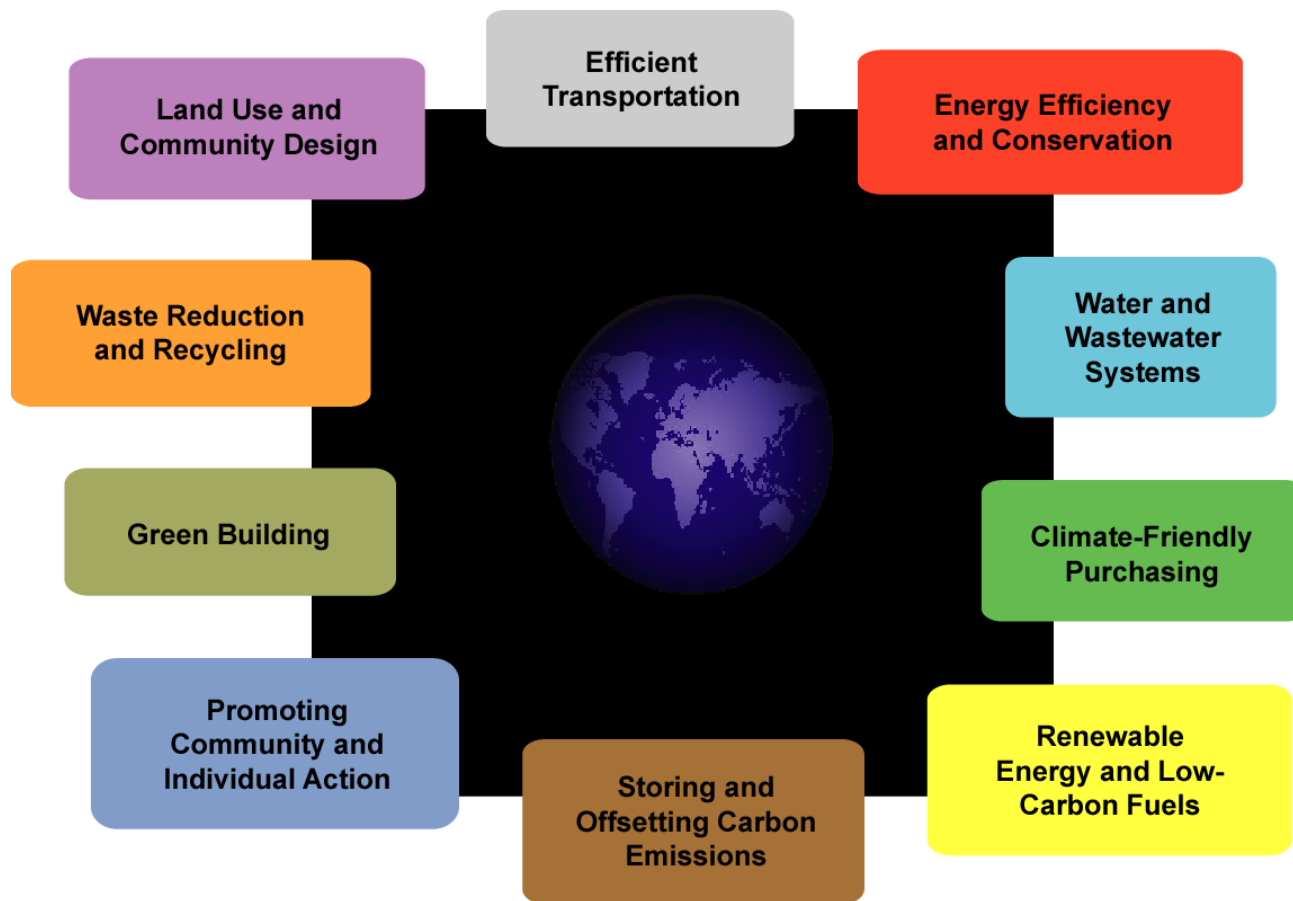 Efficient
Transportation
Land Use and
Community Design
Energy Efficiency
and Conservation
Waste Reduction
and Recycling
Water and
Wastewater
Systems
Green Building
Climate-Friendly
Purchasing
Promoting
Community and
Individual Action
Renewable
Energy and Low-
Carbon Fuels
Storing and
Offsetting Carbon
Emissions